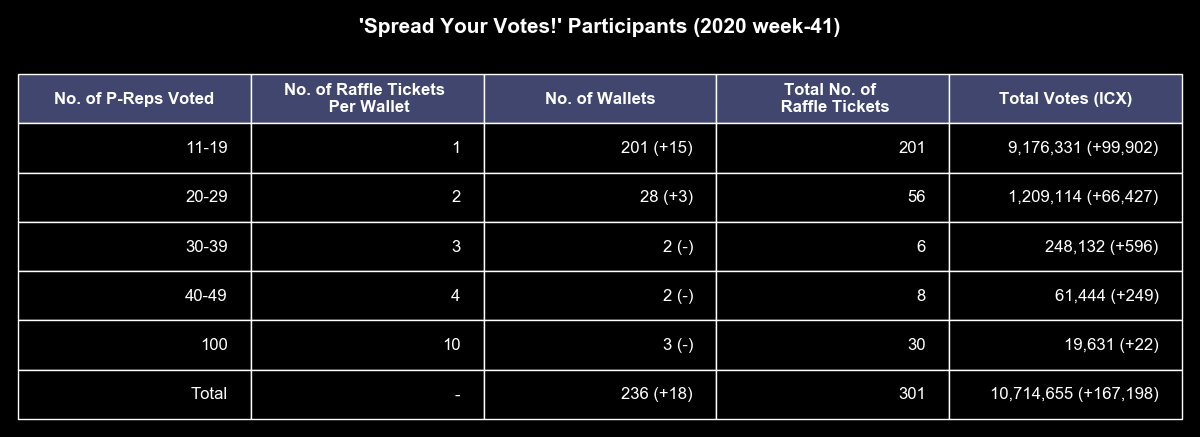 'Spread Your Votes!' Participants (2020 week-41)
No. of P-Reps Voted No. of Raffle Tickets Per Wallet No. of Wallets Total No. of Raffle Tickets Total Votes (ICX)
11-19 1 201 (+15) 201 9,176,331 (+99,902)
20-29 2 28 (+3) 56 1,209,114 (+66,427)
30-39 3 2 (-) 6 248,132 (+596)
40-49 4 2 (-) 8 61,444 (+249)
100 10 3 (-) 30 19,631 (+22)
Total - 236 (+18) 301 10,714,655 (+167,198)